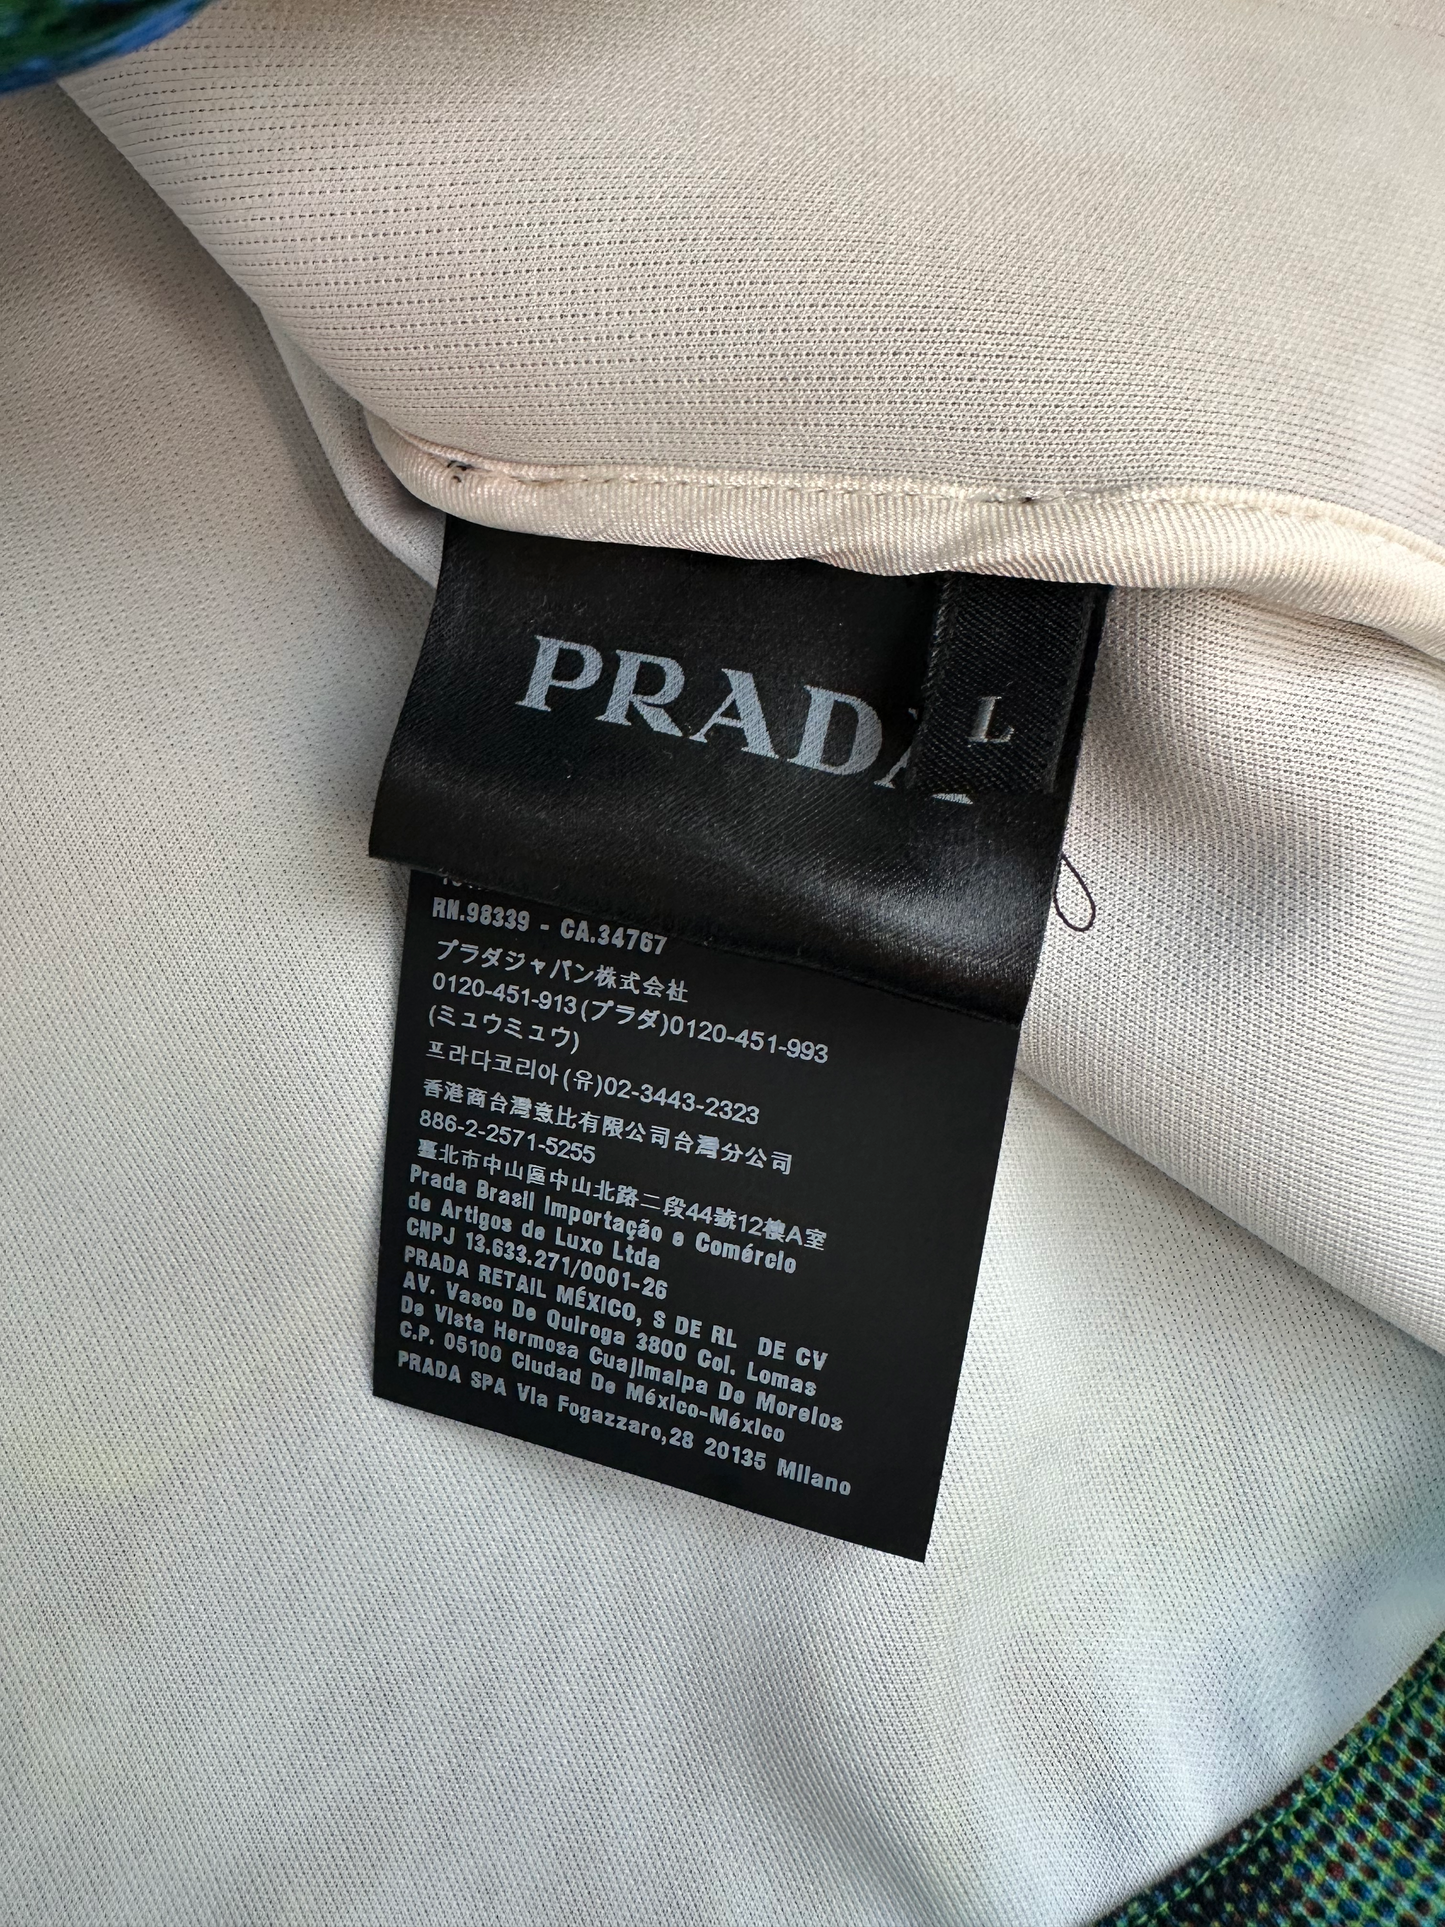 PRADA
L
RN.98339 - CA.34767
プラダジャパン株式会社
0120-451-913(プラダ)0120-451-993
(ミュウミュウ)
프라다코리아(유)02-3443-2323
香港商台灣意比有限公司台灣分公司
886-2-2571-5255
臺北市中山區中山北路二段44號12樓A室
Prada Brasil Importação e Comércio
de Artigos de Luxo Ltda
CNPJ 13.633.271/0001-26
PRADA RETAIL MÉXICO, S DE RL DE CV
AV. Vasco De Quiroga 3800 Col. Lomas
De Vista Hermosa Cuajimalpa De Morelos
C.P. 05100 Ciudad De México-México
PRADA SPA Via Fogazzaro,28 20135 Milano